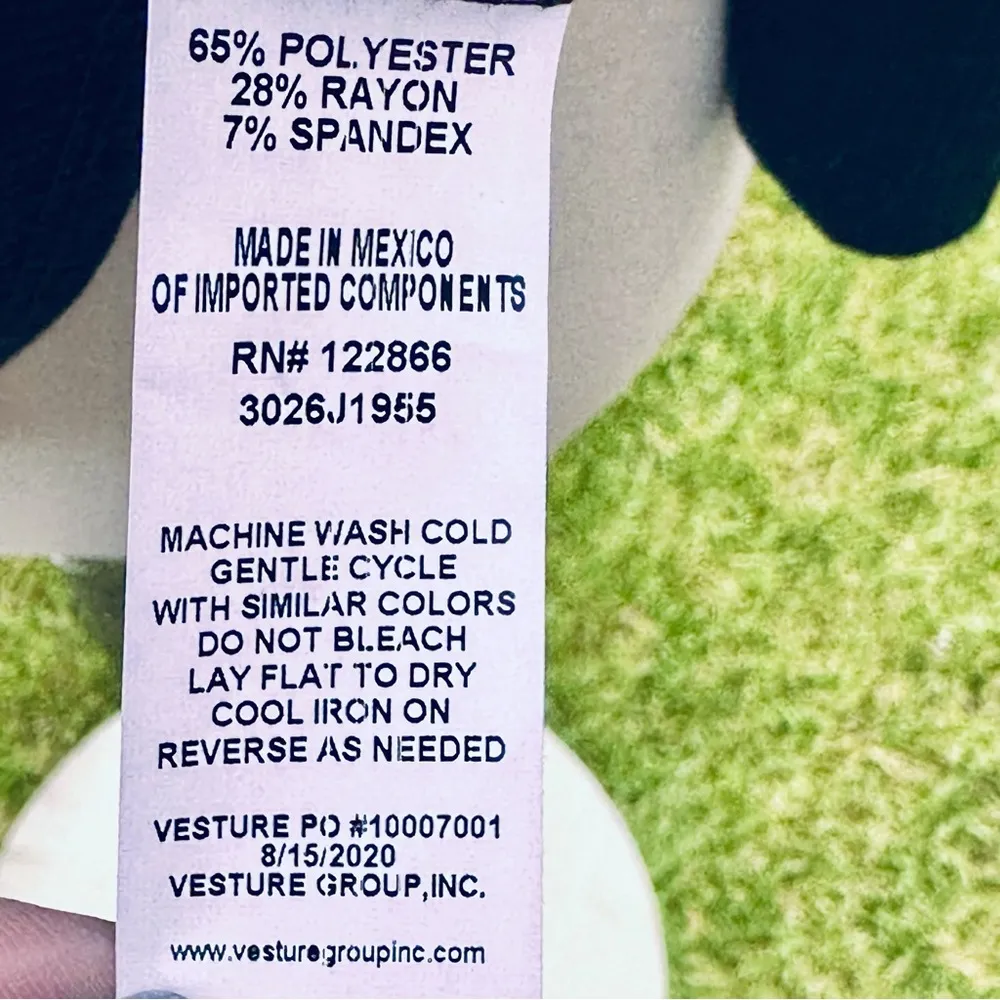 65% POLYESTER
28% RAYON
7% SPANDEX
MADE IN MEXICO
OF IMPORTED COMPONENTS
RN# 122866
3026J1955
MACHINE WASH COLD
GENTLE CYCLE
WITH SIMILAR COLORS
DO NOT BLEACH
LAY FLAT TO DRY
COOL IRON ON
REVERSE AS NEEDED
VESTURE PO #10007001
8/15/2020
VESTURE GROUP,INC.
www.vesturegroupinc.com